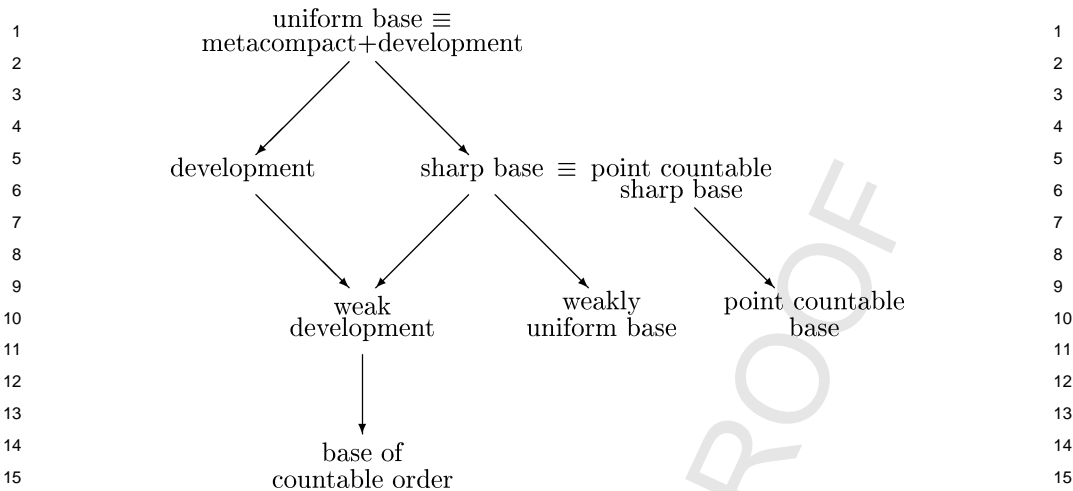 uniform base ≡
1 metacompact+development 1
2 2
3 3
4 4
5 development sharp base ≡ point countable 5
6 sharp base 6
7 7
8 8
9 weak weakly point countable 9
10 development uniform base base 10
11 11
12 12
13 13
14 base of 14
15 countable order 15
ROOF